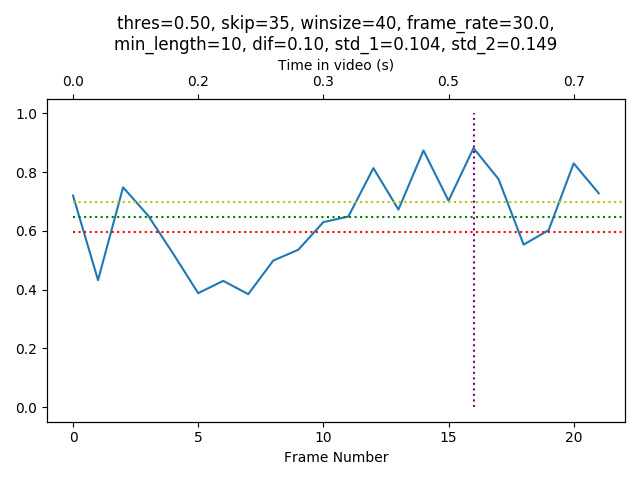 thres=0.50, skip=35, winsize=40, frame_rate=30.0,
min_length=10, dif=0.10, std_1=0.104, std_2=0.149
Time in video (s)
0.0 0.2 0.3 0.5 0.7
1.0
0.8
0.6
0.4
0.2
0.0
0 5 10 15 20
Frame Number